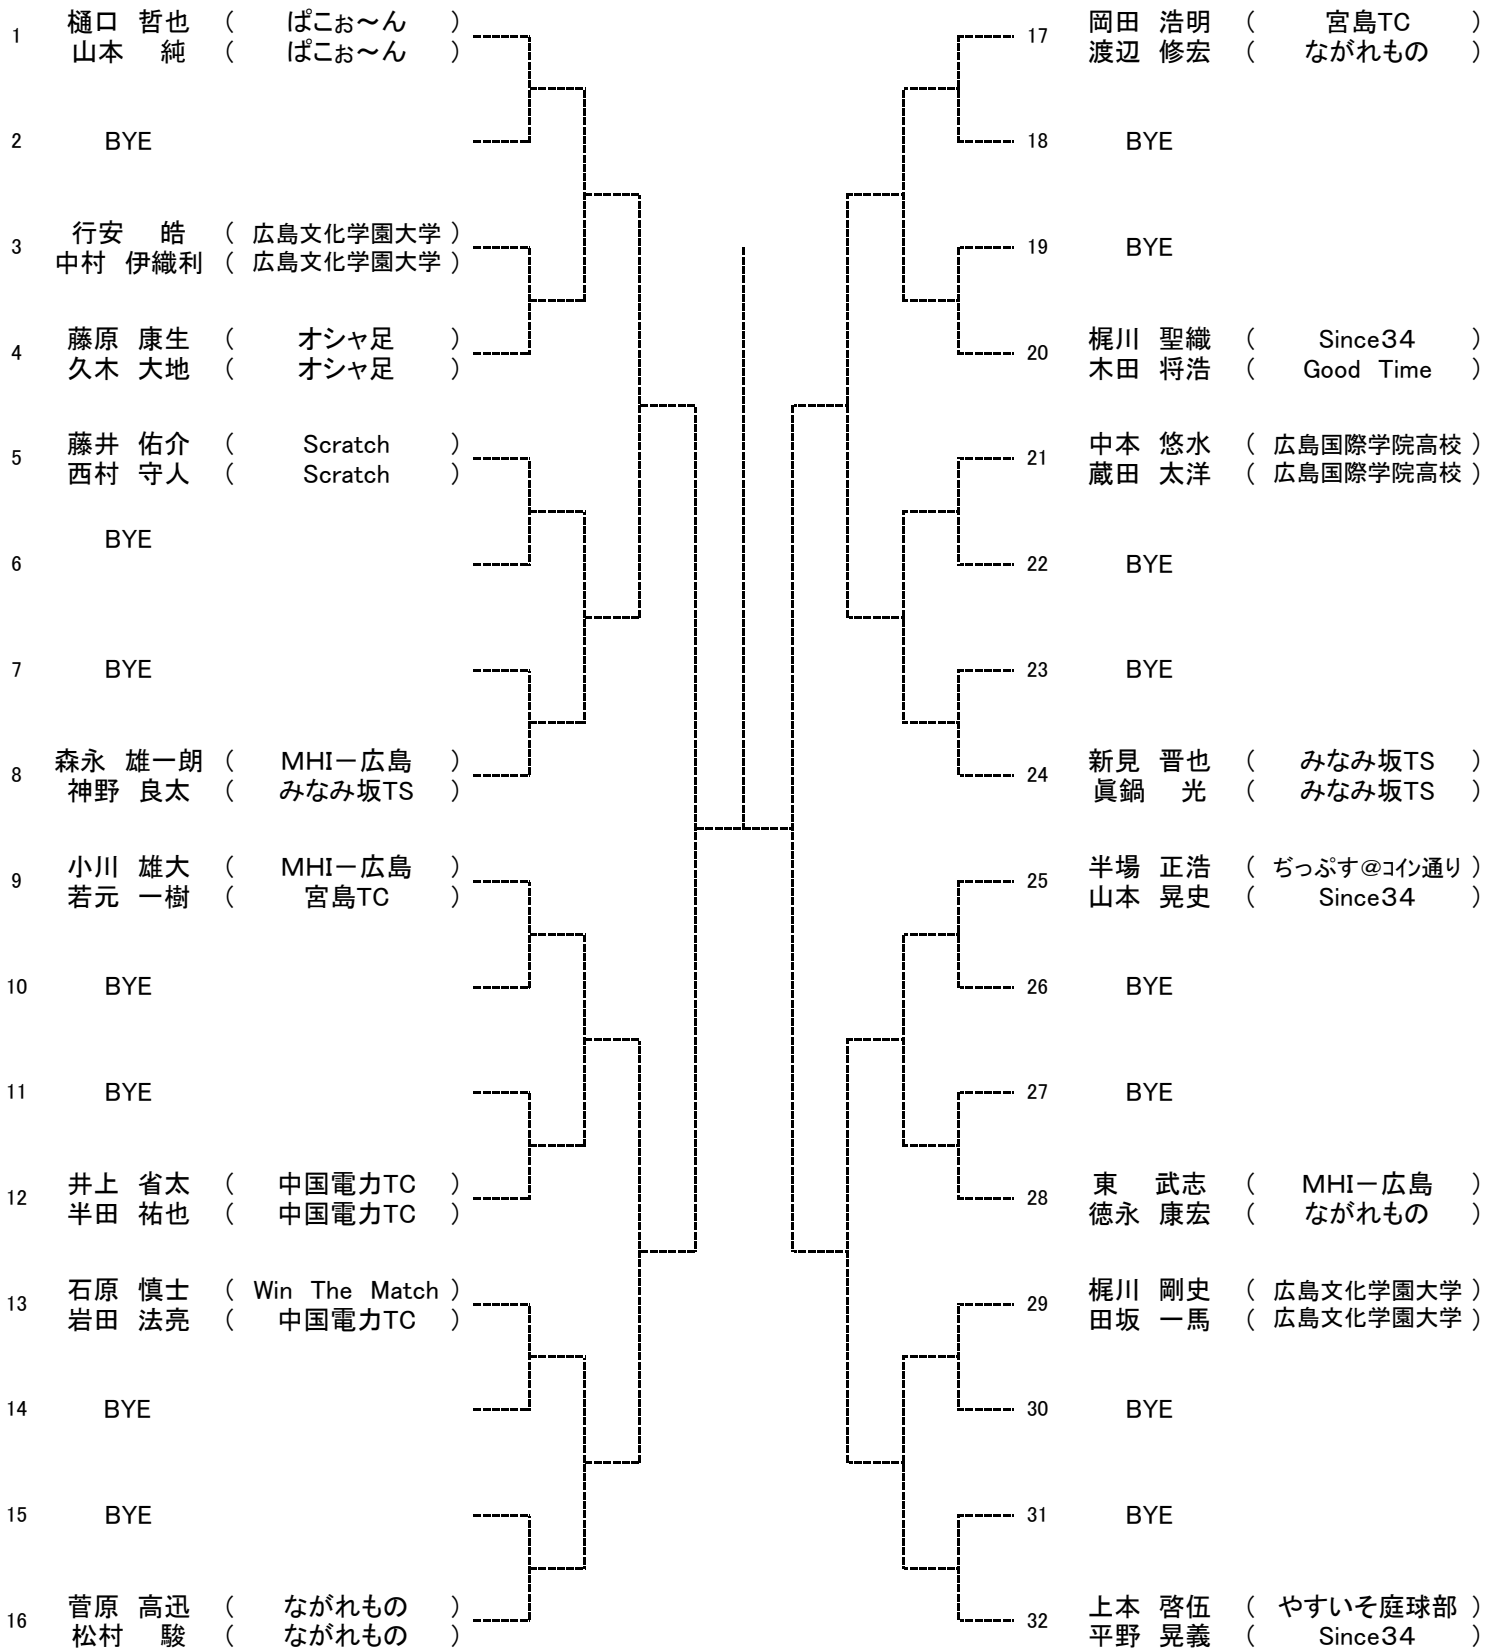 1 樋口 哲也 ( ぱこぉ～ん )
山本 純 ( ぱこぉ～ん )
2 BYE
3 行安 皓 ( 広島文化学園大学 )
中村 伊織利 ( 広島文化学園大学 )
4 藤原 康生 ( オシャ足 )
久木 大地 ( オシャ足 )
5 藤井 佑介 ( Scratch )
西村 守人 ( Scratch )
6 BYE
7 BYE
8 森永 雄一朗 ( MHI－広島 )
神野 良太 ( みなみ坂TS )
9 小川 雄大 ( MHI－広島 )
若元 一樹 ( 宮島TC )
10 BYE
11 BYE
12 井上 省太 ( 中国電力TC )
半田 祐也 ( 中国電力TC )
13 石原 慎士 ( Win The Match )
岩田 法亮 ( 中国電力TC )
14 BYE
15 BYE
16 菅原 高迅 ( ながれもの )
松村 駿 ( ながれもの )
17 岡田 浩明 ( 宮島TC )
渡辺 修宏 ( ながれもの )
18 BYE
19 BYE
20 梶川 聖織 ( Since34 )
木田 将浩 ( Good Time )
21 中本 悠水 ( 広島国際学院高校 )
蔵田 太洋 ( 広島国際学院高校 )
22 BYE
23 BYE
24 新見 晋也 ( みなみ坂TS )
眞鍋 光 ( みなみ坂TS )
25 半場 正浩 ( ぢっぷす@コイン通り )
山本 晃史 ( Since34 )
26 BYE
27 BYE
28 東 武志 ( MHI－広島 )
徳永 康宏 ( ながれもの )
29 梶川 剛史 ( 広島文化学園大学 )
田坂 一馬 ( 広島文化学園大学 )
30 BYE
31 BYE
32 上本 啓伍 ( やすいそ庭球部 )
平野 晃義 ( Since34 )